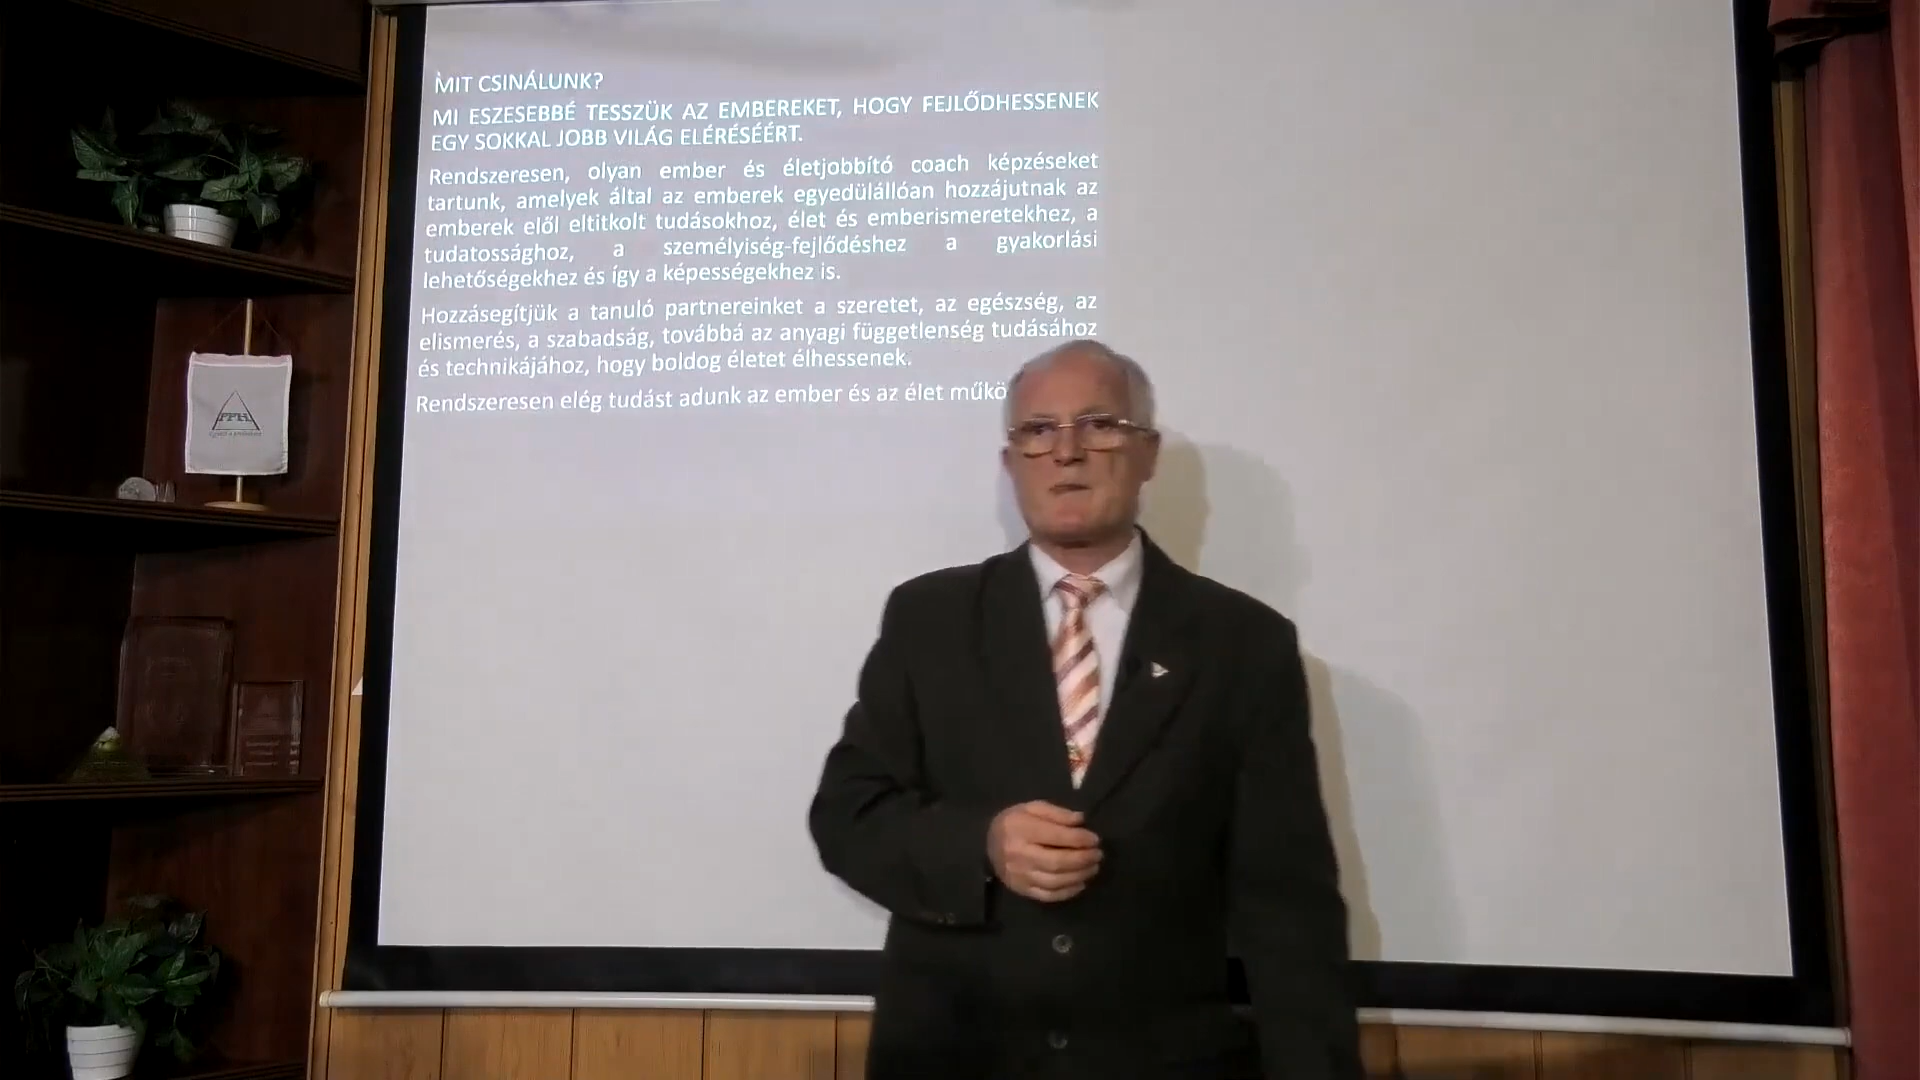 MIT CSINÁLUNK?
MI ESZESEBBÉ TESSZÜK AZ EMBEREKET, HOGY FEJLŐDHESSENEK
EGY SOKKAL JOBB VILÁG ELÉRÉSÉÉRT.
Rendszeresen, olyan ember és életjobbító coach képzéseket
tartunk, amelyek által az emberek egyedülállóan hozzájutnak az
emberek elől eltitkolt tudásokhoz, élet és emberismeretekhez, a
tudatossághoz, a személyiség-fejlődéshez a gyakorlási
lehetőségekhez és így a képességekhez is.
Hozzásegítjük a tanuló partnereinket a szeretet, az egészség, az
elismerés, a szabadság, továbbá az anyagi függetlenség tudásához
és technikájához, hogy boldog életet élhessenek.
Rendszeresen elég tudást adunk az ember és az élet műkö
PPH